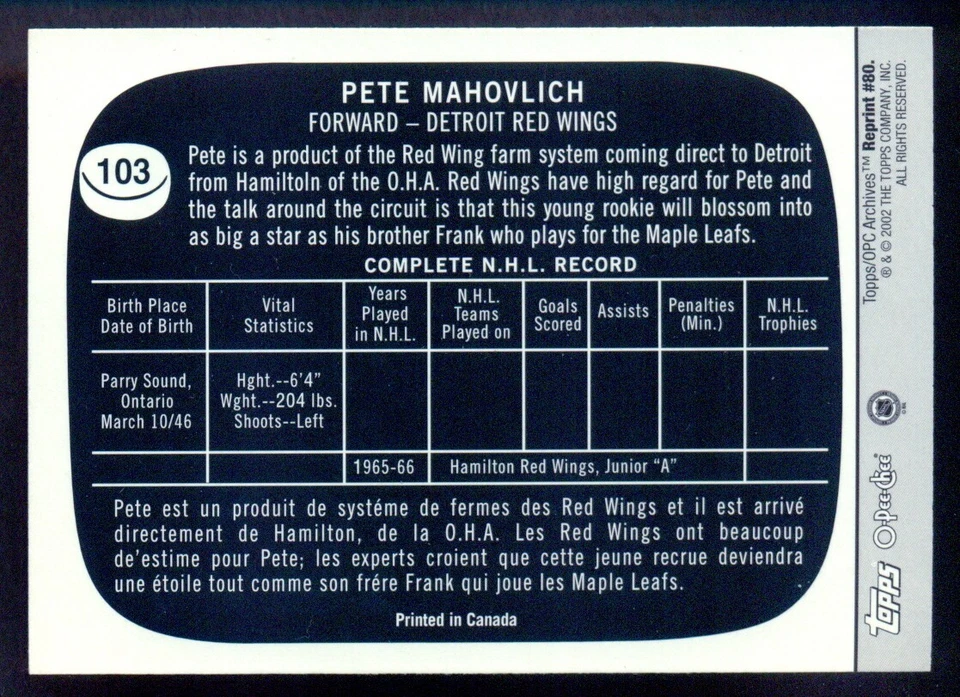 PETE MAHOVLICH
FORWARD – DETROIT RED WINGS
103
Pete is a product of the Red Wing farm system coming direct to Detroit
from Hamiltoln of the O.H.A. Red Wings have high regard for Pete and
the talk around the circuit is that this young rookie will blossom into
as big a star as his brother Frank who plays for the Maple Leafs.
COMPLETE N.H.L. RECORD
Birth Place
Date of Birth
Vital
Statistics
Years
Played
in N.H.L.
N.H.L.
Teams
Played on
Goals
Scored
Assists
Penalties
(Min.)
N.H.L.
Trophies
Parry Sound,
Ontario
March 10/46
Hght.--6'4"
Wght.--204 lbs.
Shoots--Left
1965-66
Hamilton Red Wings, Junior “A”
Pete est un produit de systéme de fermes des Red Wings et il est arrivé
directement de Hamilton, de la O.H.A. Les Red Wings ont beaucoup
de'estime pour Pete; les experts croient que cette jeune recrue deviendra
une étoile tout comme son frére Frank qui joue les Maple Leafs.
Printed in Canada
Topps/OPC Archives™ Reprint #80.
® & © 2002 THE TOPPS COMPANY, INC.
ALL RIGHTS RESERVED.
O-Pee-Chee®
Topps